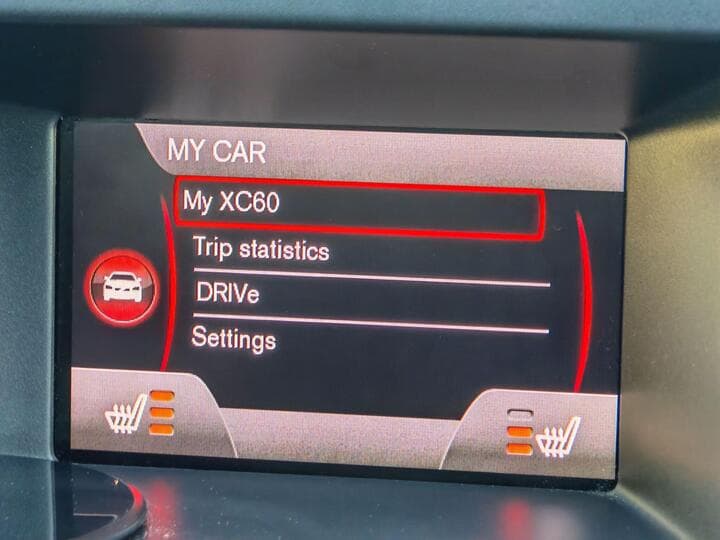 MY CAR
My XC60
Trip statistics
DRIVe
Settings